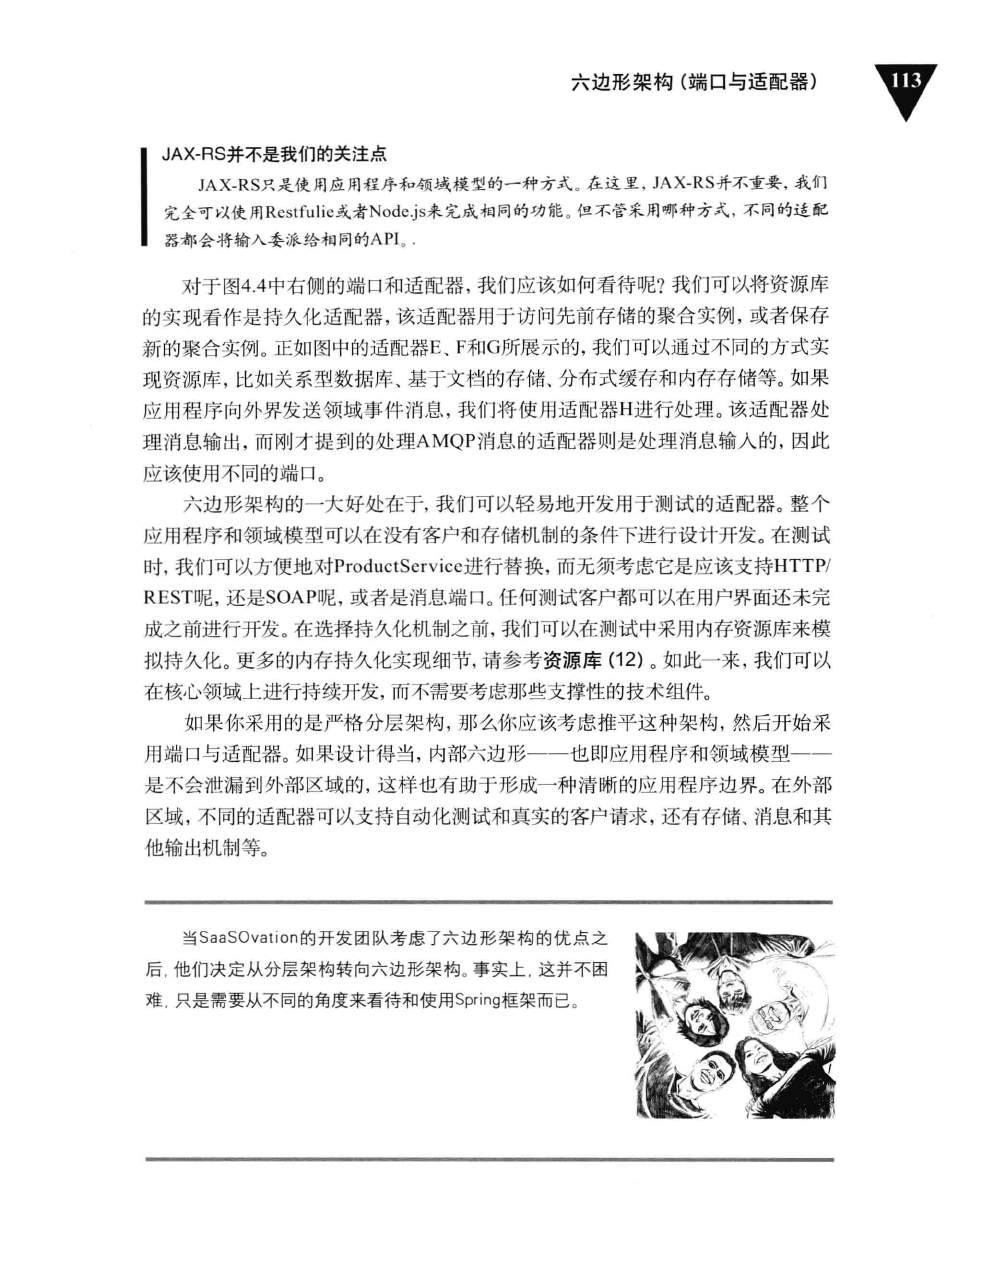 六边形架构(端口与适配器)
113
JAX-RS并不是我们的关注点
JAX-RS只是使用应用程序和领域模型的一种方式。在这里, JAX-RS并不重要, 我们
完全可以使用Restfulie或者Node.js来完成相同的功能。但不管采用哪种方式, 不同的适配
器都会将输入委派给相同的API。.
对于图4.4中右侧的端口和适配器, 我们应该如何看待呢? 我们可以将资源库
的实现看作是持久化适配器, 该适配器用于访问先前存储的聚合实例, 或者保存
新的聚合实例。正如图中的适配器E、F和G所展示的, 我们可以通过不同的方式实
现资源库, 比如关系型数据库、基于文档的存储、分布式缓存和内存存储等。如果
应用程序向外界发送领域事件消息, 我们将使用适配器H进行处理。该适配器处
理消息输出, 而刚才提到的处理AMQP消息的适配器则是处理消息输入的, 因此
应该使用不同的端口。
六边形架构的一大好处在于, 我们可以轻易地开发用于测试的适配器。整个
应用程序和领域模型可以在没有客户和存储机制的条件下进行设计开发。在测试
时, 我们可以方便地对ProductService进行替换, 而无须考虑它是应该支持HTTP/
REST呢, 还是SOAP呢, 或者是消息端口。任何测试客户都可以在用户界面还未完
成之前进行开发。在选择持久化机制之前, 我们可以在测试中采用内存资源库来模
拟持久化。更多的内存持久化实现细节, 请参考资源库(12)。如此一来, 我们可以
在核心领域上进行持续开发, 而不需要考虑那些支撑性的技术组件。
如果你采用的是严格分层架构, 那么你应该考虑推平这种架构, 然后开始采
用端口与适配器。如果设计得当, 内部六边形——也即应用程序和领域模型——
是不会泄漏到外部区域的, 这样也有助于形成一种清晰的应用程序边界。在外部
区域, 不同的适配器可以支持自动化测试和真实的客户请求, 还有存储、消息和其
他输出机制等。
当SaaSOvation的开发团队考虑了六边形架构的优点之
后, 他们决定从分层架构转向六边形架构。事实上, 这并不困
难, 只是需要从不同的角度来看待和使用Spring框架而已。